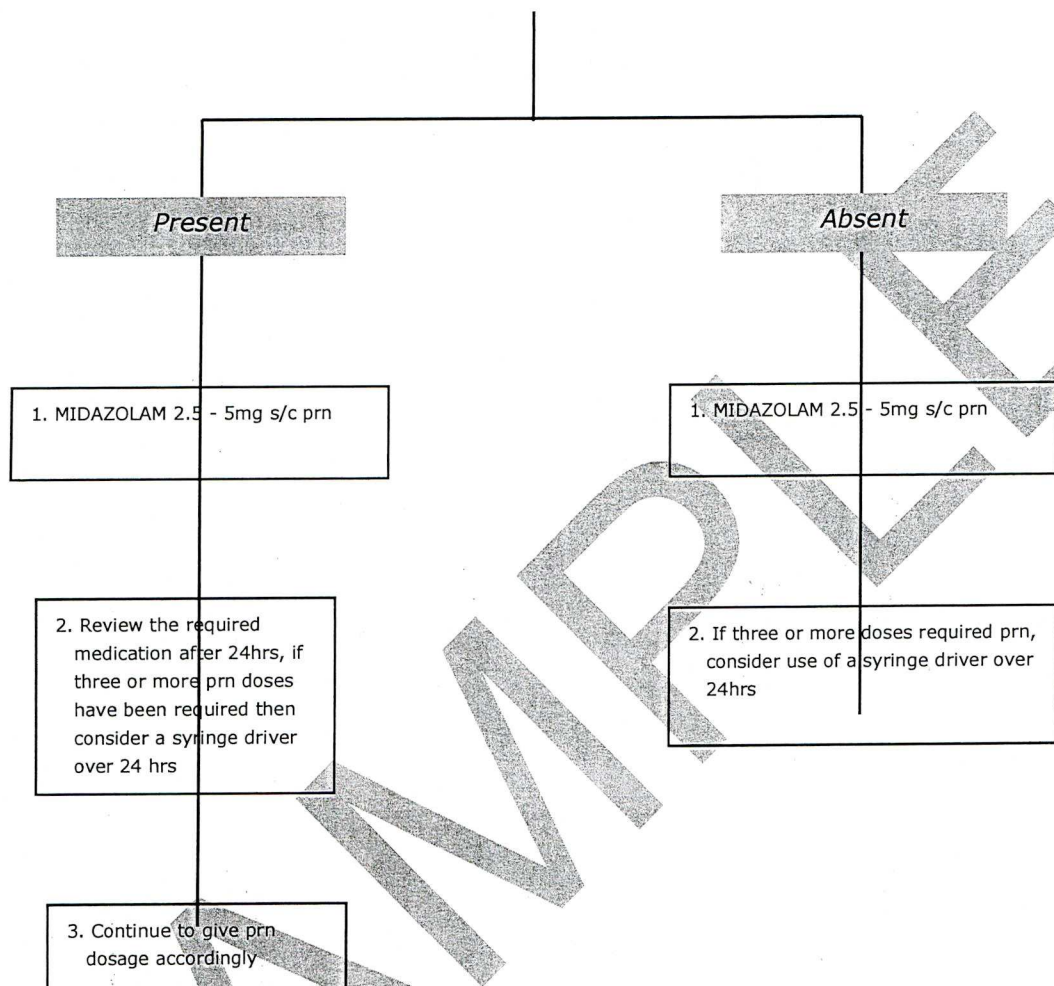 Present
Absent
1. MIDAZOLAM 2.5 - 5mg s/c prn
1. MIDAZOLAM 2.5 - 5mg s/c prn
2. Review the required
medication after 24hrs, if
three or more prn doses
have been required then
consider a syringe driver
over 24 hrs
2. If three or more doses required prn,
consider use of a syringe driver over
24hrs
3. Continue to give prn
dosage accordingly